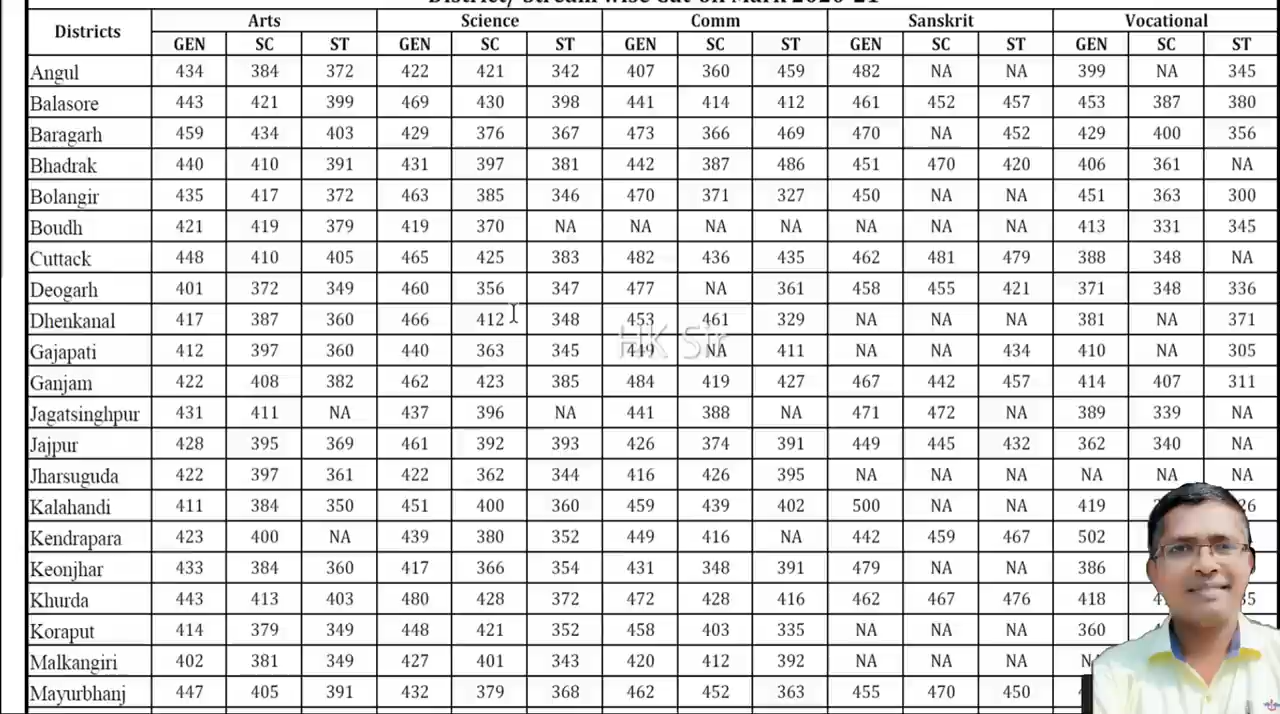 District/ Stream wise Cut-off Mark 2020-21
Districts Arts Science Comm Sanskrit Vocational
GEN SC ST GEN SC ST GEN SC ST GEN SC ST GEN SC ST
Angul 434 384 372 422 421 342 407 360 459 482 NA NA 399 NA 345
Balasore 443 421 399 469 430 398 441 414 412 461 452 457 453 387 380
Baragarh 459 434 403 429 376 367 473 366 469 470 NA 452 429 400 356
Bhadrak 440 410 391 431 397 381 442 387 486 451 470 420 406 361 NA
Bolangir 435 417 372 463 385 346 470 371 327 450 NA NA 451 363 300
Boudh 421 419 379 419 370 NA NA NA NA NA NA NA 413 331 345
Cuttack 448 410 405 465 425 383 482 436 435 462 481 479 388 348 NA
Deogarh 401 372 349 460 356 347 477 NA 361 458 455 421 371 348 336
Dhenkanal 417 387 360 466 412 348 453 461 329 NA NA NA 381 NA 371
HK Sir
Gajapati 412 397 360 440 363 345 449 NA 411 NA NA 434 410 NA 305
Ganjam 422 408 382 462 423 385 484 419 427 467 442 457 414 407 311
Jagatsinghpur 431 411 NA 437 396 NA 441 388 NA 471 472 NA 389 339 NA
Jajpur 428 395 369 461 392 393 426 374 391 449 445 432 362 340 NA
Jharsuguda 422 397 361 422 362 344 416 426 395 NA NA NA NA NA NA
Kalahandi 411 384 350 451 400 360 459 439 402 500 NA NA 419
Kendrapara 423 400 NA 439 380 352 449 416 NA 442 459 467 502
Keonjhar 433 384 360 417 366 354 431 348 391 479 NA NA 386
Khurda 443 413 403 480 428 372 472 428 416 462 467 476 418
Koraput 414 379 349 448 421 352 458 403 335 NA NA NA 360
Malkangiri 402 381 349 427 401 343 420 412 392 NA NA NA
Mayurbhanj 447 405 391 432 379 368 462 452 363 455 470 450